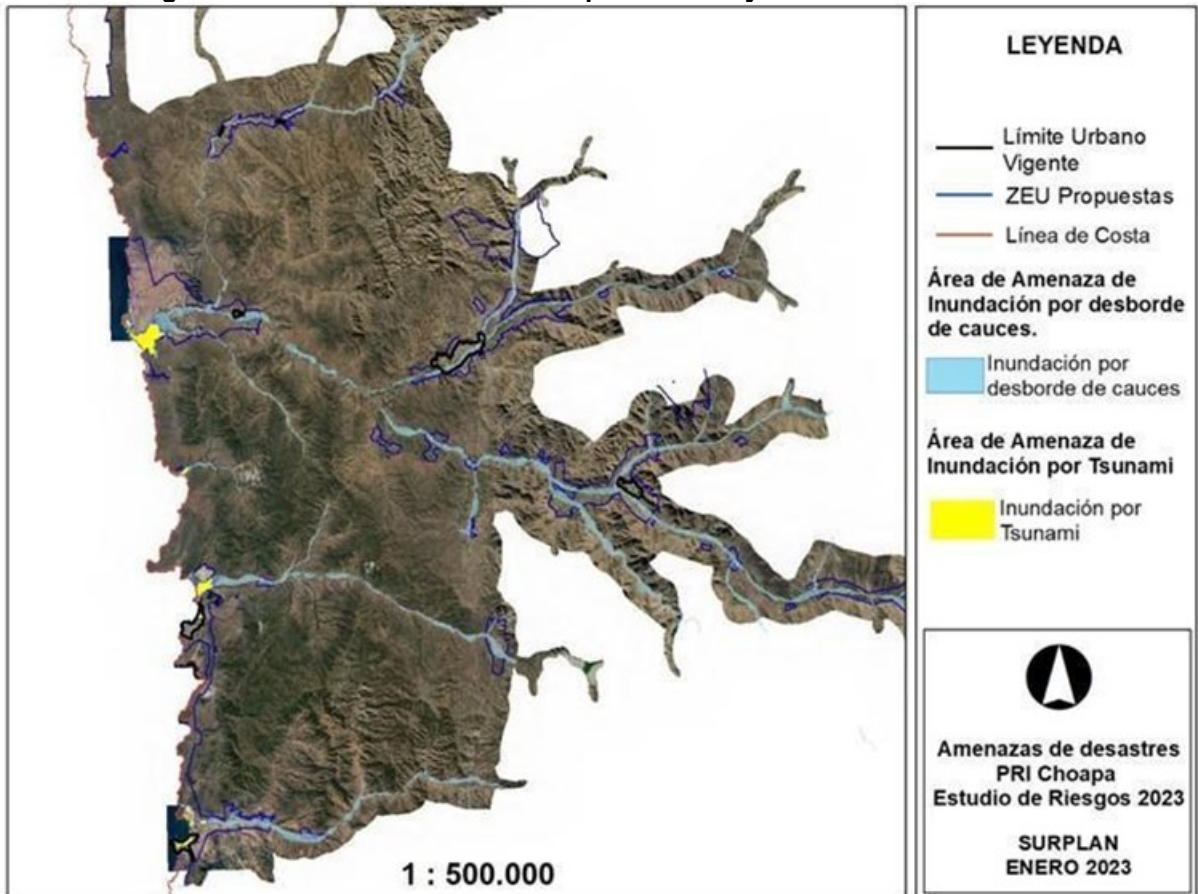 LEYENDA
Límite Urbano
Vigente
ZEU Propuestas
Línea de Costa
Área de Amenaza de
Inundación por desborde
de cauces.
Inundación por
desborde de cauces
Área de Amenaza de
Inundación por Tsunami
Inundación por
Tsunami
Amenazas de desastres
PRI Choapa
Estudio de Riesgos 2023
SURPLAN
ENERO 2023
1 : 500.000